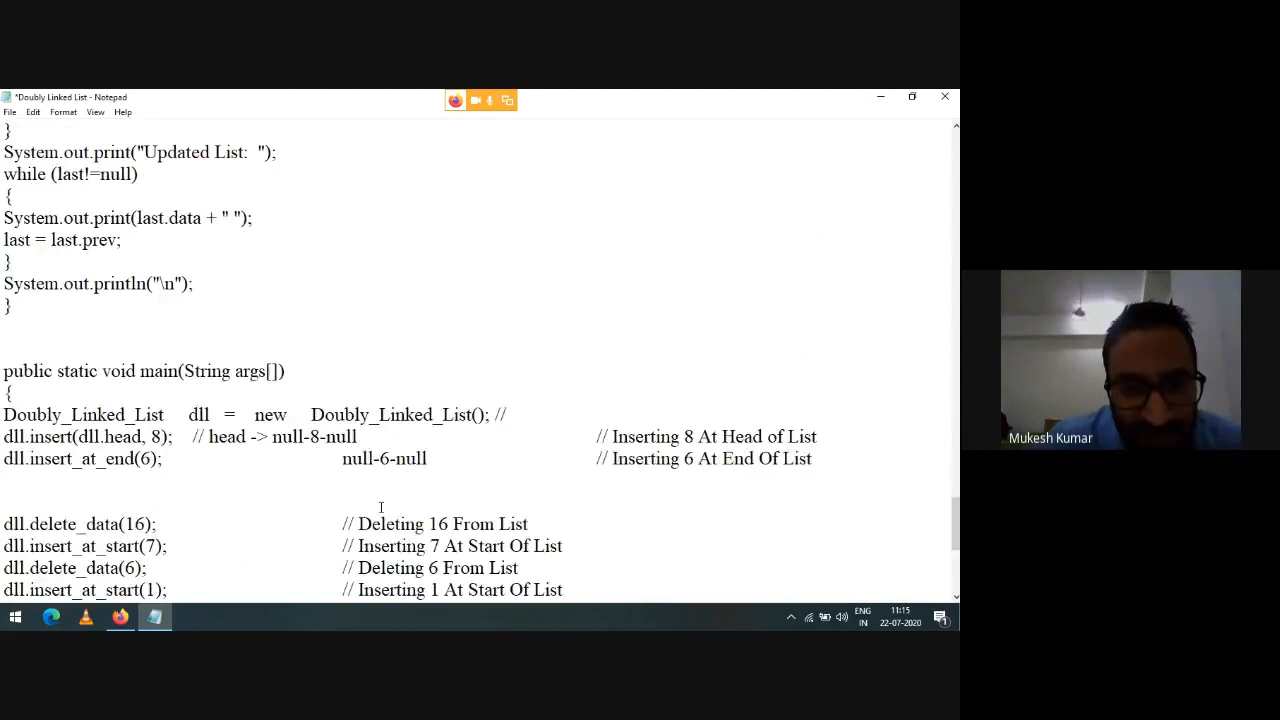 *Doubly Linked List - Notepad
File Edit Format View Help
}
System.out.print("Updated List:  ");
while (last!=null)
{
System.out.print(last.data + " ");
last = last.prev;
}
System.out.println("\n");
}
public static void main(String args[])
{
Doubly_Linked_List dll = new Doubly_Linked_List(); //
dll.insert(dll.head, 8); // head -> null-8-null // Inserting 8 At Head of List
dll.insert_at_end(6); null-6-null // Inserting 6 At End Of List
dll.delete_data(16); // Deleting 16 From List
dll.insert_at_start(7); // Inserting 7 At Start Of List
dll.delete_data(6); // Deleting 6 From List
dll.insert_at_start(1); // Inserting 1 At Start Of List
Mukesh Kumar
ENG 11:15
IN 22-07-2020 1